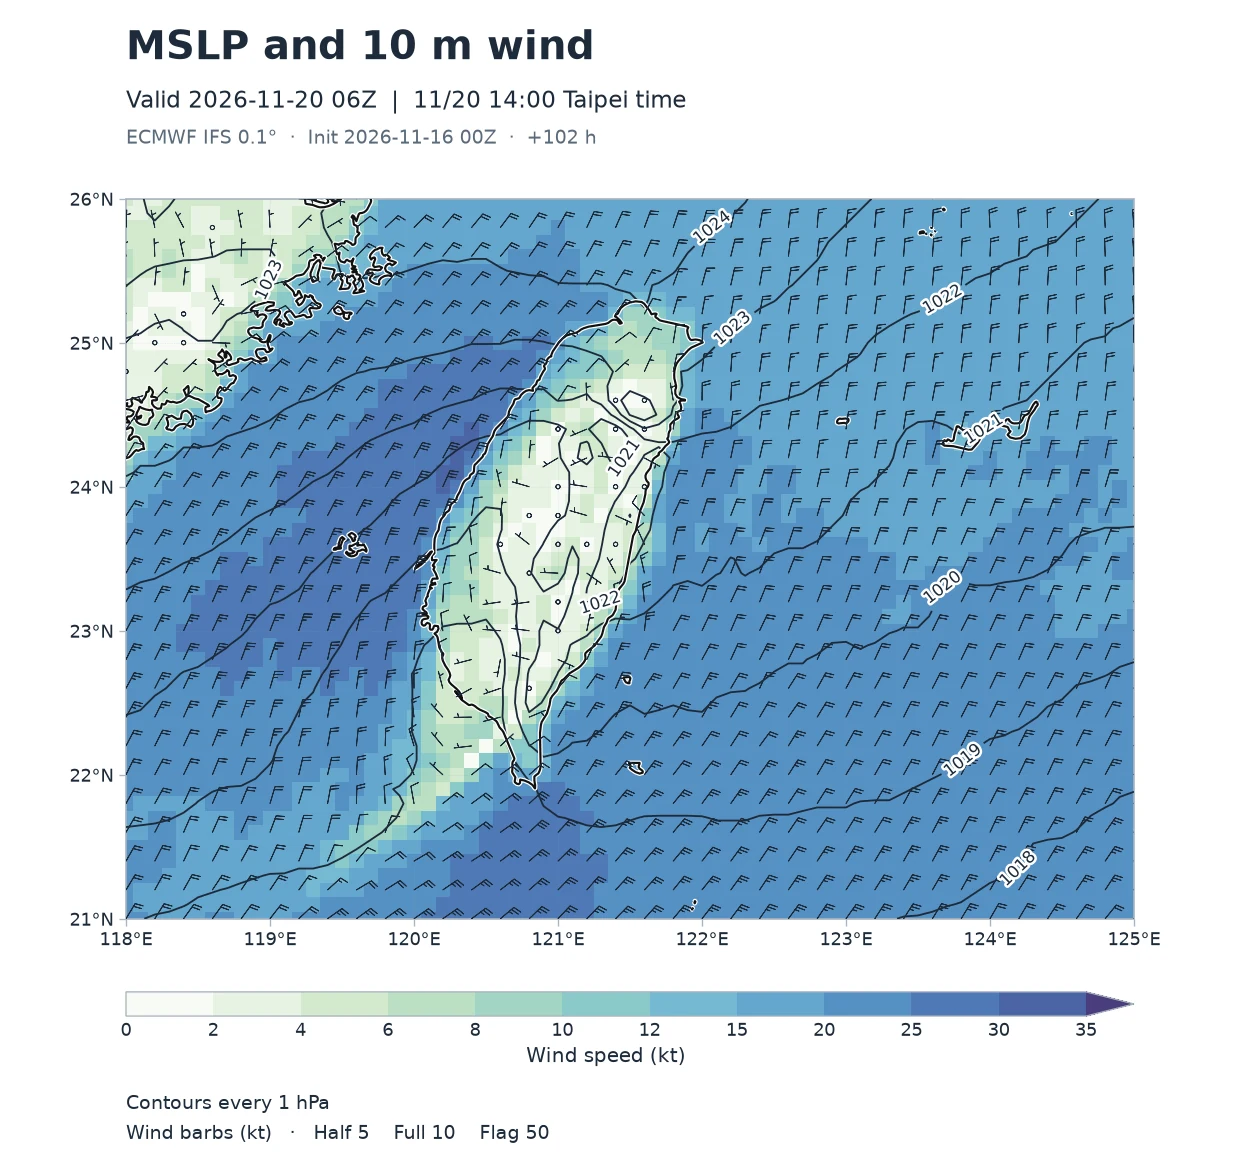 MSLP and 10 m wind
Valid 2026-11-20 06Z | 11/20 14:00 Taipei time
ECMWF IFS 0.1° · Init 2026-11-16 00Z · +102 h
26°N
25°N
24°N
23°N
22°N
21°N
1024
1023
1023
1022
1021
1021
1022
1020
1019
1018
118°E 119°E 120°E 121°E 122°E 123°E 124°E 125°E
0 2 4 6 8 10 12 15 20 25 30 35
Wind speed (kt)
Contours every 1 hPa
Wind barbs (kt) · Half 5 Full 10 Flag 50